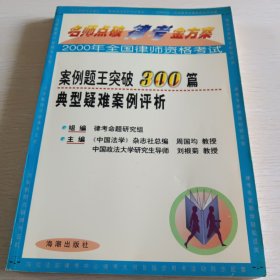 名师点破律考金方案
2000年全国律师资格考试
案例题王突破300篇
典型疑难案例评析
组编 律考命题研究组
主编 《中国法学》杂志社总编 周国均 教授
中国政法大学研究生导师 刘根菊 教授
海潮出版社